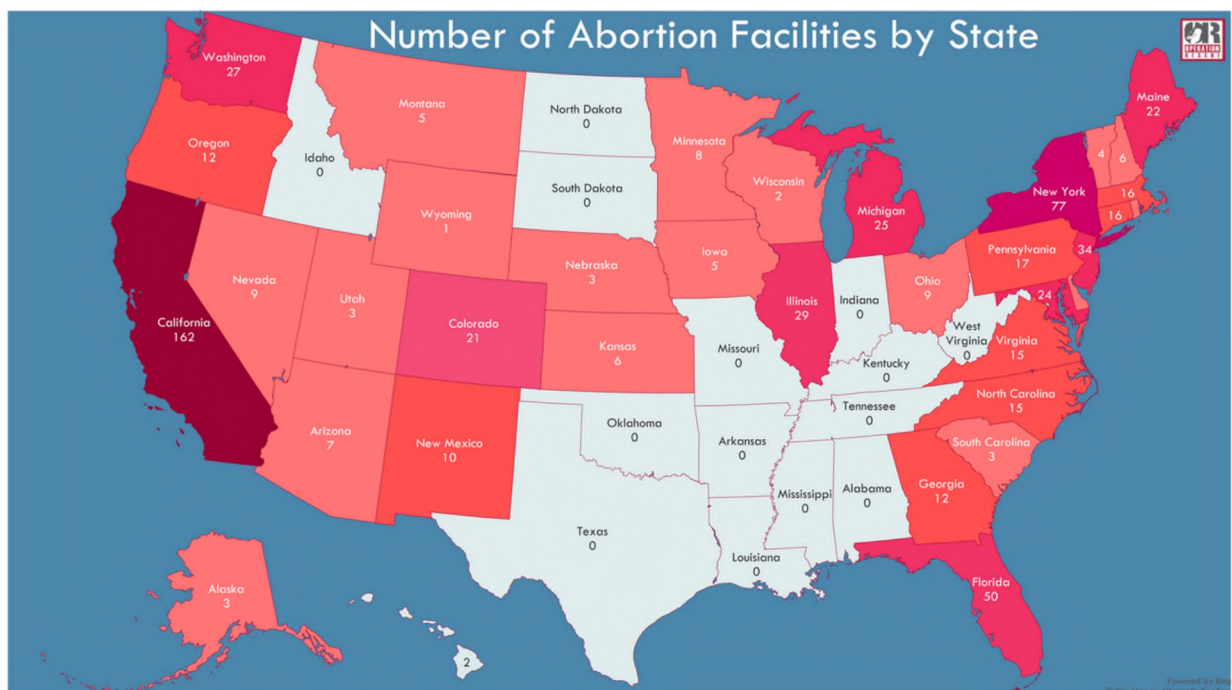 Number of Abortion Facilities by State
OPERATION
RESCUE
Washington
27
Montana
5
North Dakota
0
Minnesota
8
Maine
22
Oregon
12
Idaho
0
South Dakota
0
Wisconsin
2
Michigan
25
4
6
New York
77
16
16
Wyoming
1
Iowa
5
Pennsylvania
17
34
Nevada
9
Utah
3
Nebraska
3
Illinois
29
Indiana
0
Ohio
9
24
California
162
Colorado
21
Kansas
6
Missouri
0
West
Virginia
0
Virginia
15
Kentucky
0
North Carolina
15
Arizona
7
New Mexico
10
Oklahoma
0
Arkansas
0
Tennessee
0
South Carolina
3
Mississippi
0
Alabama
0
Georgia
12
Texas
0
Louisiana
0
Florida
50
Alaska
3
2
Powered by Bing